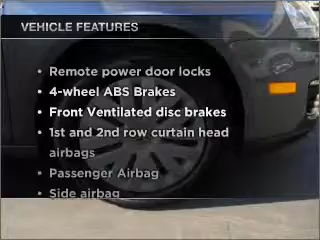 VEHICLE FEATURES
• Remote power door locks
• 4-wheel ABS Brakes
• Front Ventilated disc brakes
• 1st and 2nd row curtain head
airbags
• Passenger Airbag
• Side airbag